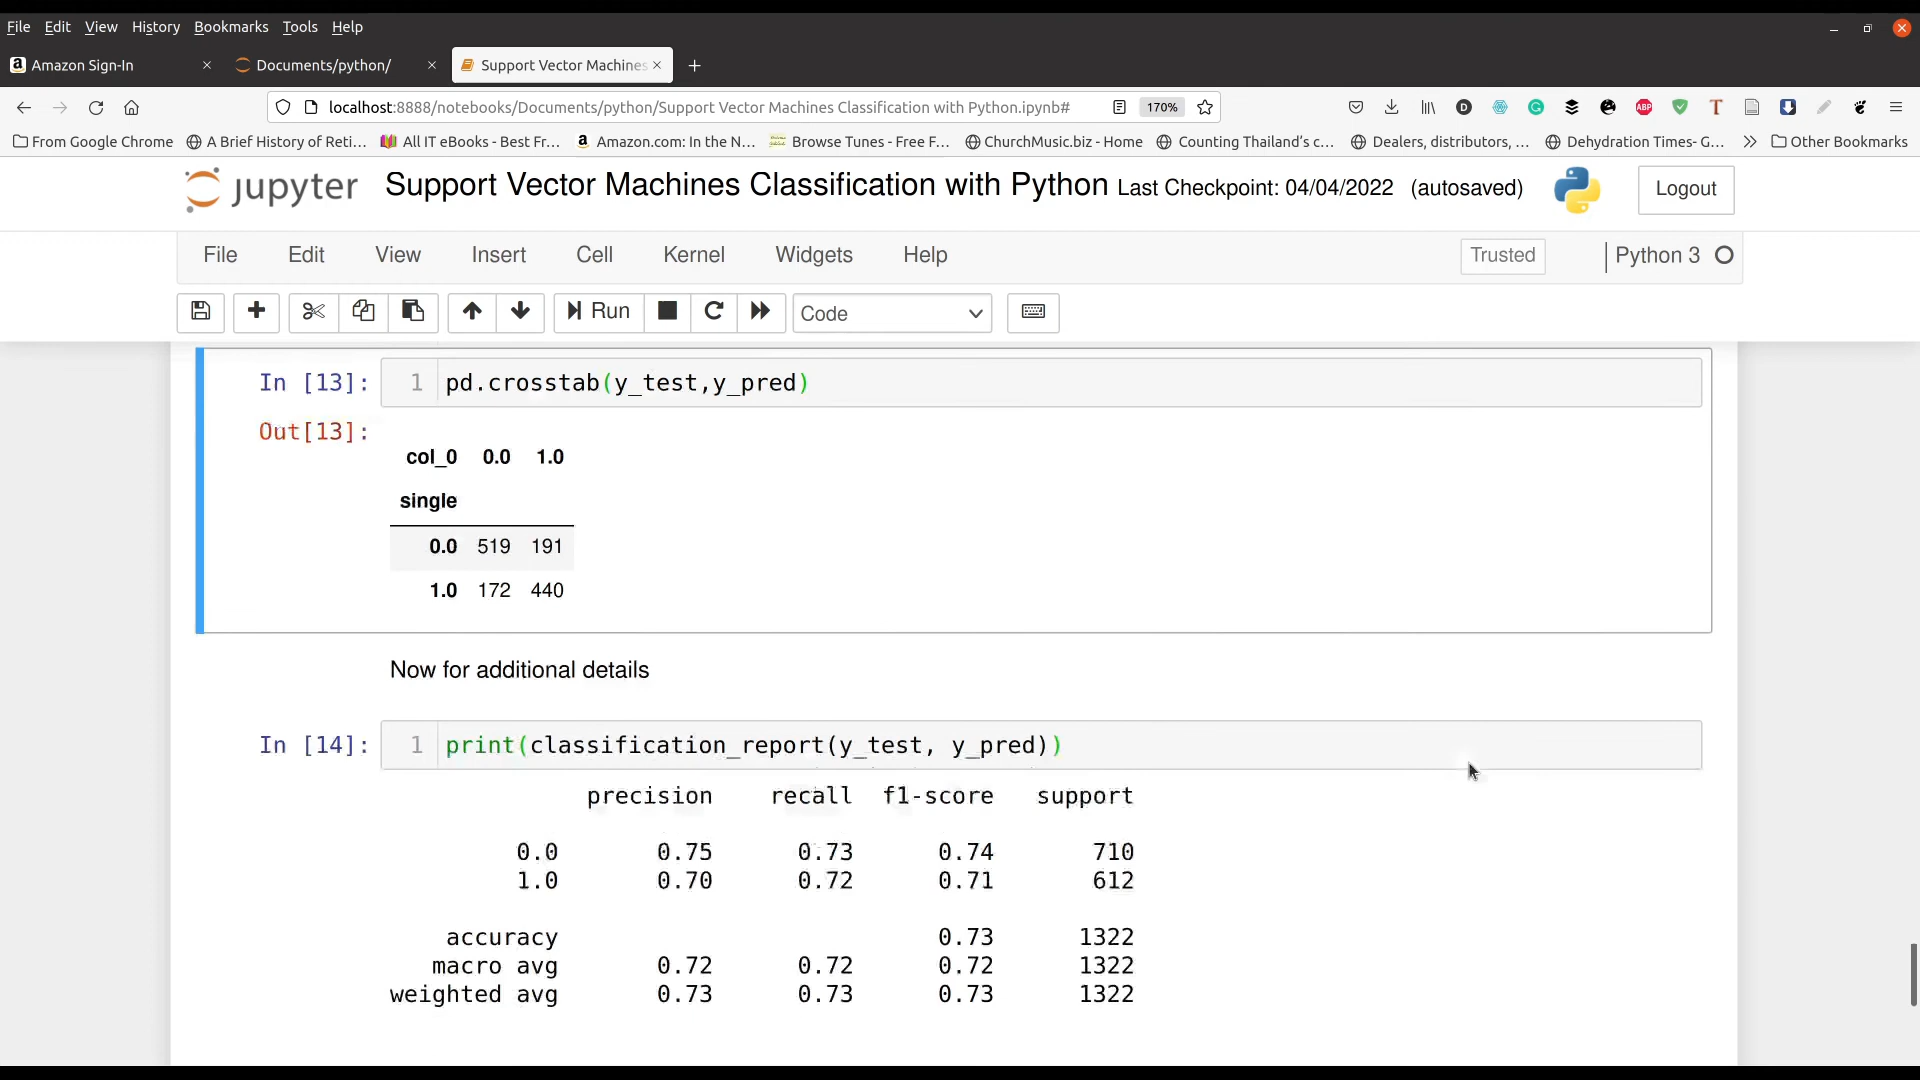 File Edit View History Bookmarks Tools Help
Amazon Sign-In
Documents/python/
Support Vector Machines
localhost:8888/notebooks/Documents/python/Support Vector Machines Classification with Python.ipynb#
170%
From Google Chrome
A Brief History of Reti...
All IT eBooks - Best Fr...
Amazon.com: In the N...
Browse Tunes - Free F...
ChurchMusic.biz - Home
Counting Thailand's c...
Dealers, distributors, ...
Dehydration Times- G...
Other Bookmarks
jupyter Support Vector Machines Classification with Python Last Checkpoint: 04/04/2022 (autosaved)
Logout
File Edit View Insert Cell Kernel Widgets Help
Trusted
Python 3
Run
Code
In [13]: 1 pd.crosstab(y_test,y_pred)
Out[13]:
col_0 0.0 1.0
single
0.0 519 191
1.0 172 440
Now for additional details
In [14]: 1 print(classification_report(y_test, y_pred))
precision recall f1-score support
0.0 0.75 0.73 0.74 710
1.0 0.70 0.72 0.71 612
accuracy 0.73 1322
macro avg 0.72 0.72 0.72 1322
weighted avg 0.73 0.73 0.73 1322